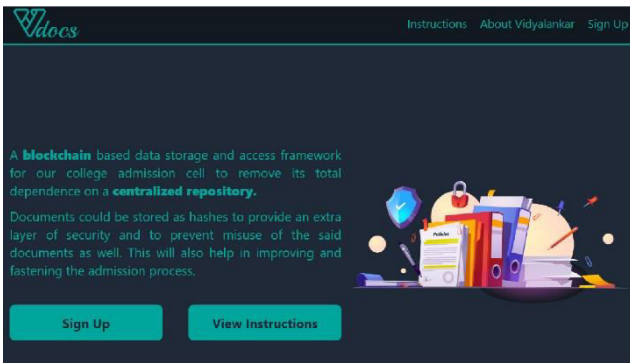 Vdocs
Instructions About Vidyalankar Sign Up
A blockchain based data storage and access framework
for our college admission cell to remove its total
dependence on a centralized repository.
Documents could be stored as hashes to provide an extra
layer of security and to prevent misuse of the said
documents as well. This will also help in improving and
fastening the admission process.
Policies
Sign Up
View Instructions